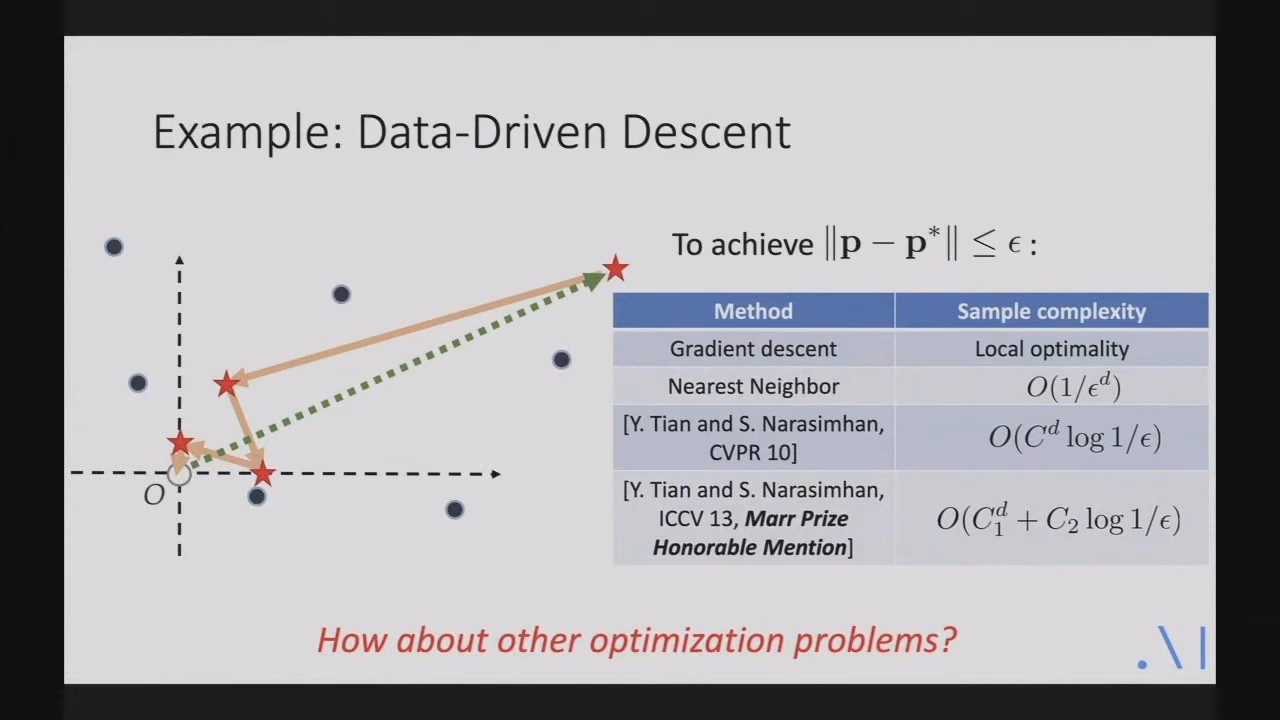 Example: Data-Driven Descent
To achieve ‖p − p*‖ ≤ ϵ :
Method Sample complexity
Gradient descent Local optimality
Nearest Neighbor O(1/ϵ^d)
[Y. Tian and S. Narasimhan,
CVPR 10] O(C^d log 1/ϵ)
[Y. Tian and S. Narasimhan,
ICCV 13, Marr Prize
Honorable Mention] O(C_1^d + C_2 log 1/ϵ)
O
How about other optimization problems?
.\|